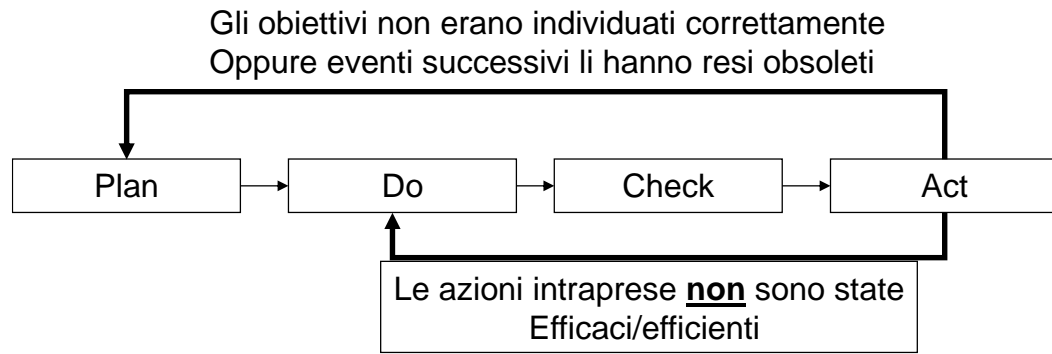 Gli obiettivi non erano individuati correttamente
Oppure eventi successivi li hanno resi obsoleti
Plan
Do
Check
Act
Le azioni intraprese non sono state
Efficaci/efficienti